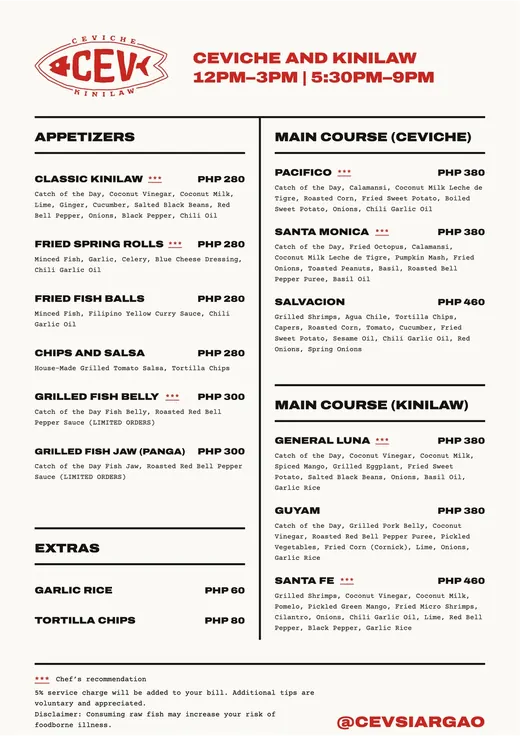 CEVICHE
CEV
KINILAW
CEVICHE AND KINILAW
12PM–3PM | 5:30PM–9PM
APPETIZERS
CLASSIC KINILAW *** PHP 280
Catch of the Day, Coconut Vinegar, Coconut Milk,
Lime, Ginger, Cucumber, Salted Black Beans, Red
Bell Pepper, Onions, Black Pepper, Chili Oil
FRIED SPRING ROLLS *** PHP 280
Minced Fish, Garlic, Celery, Blue Cheese Dressing,
Chili Garlic Oil
FRIED FISH BALLS PHP 280
Minced Fish, Filipino Yellow Curry Sauce, Chili
Garlic Oil
CHIPS AND SALSA PHP 280
House-Made Grilled Tomato Salsa, Tortilla Chips
GRILLED FISH BELLY *** PHP 300
Catch of the Day Fish Belly, Roasted Red Bell
Pepper Sauce (LIMITED ORDERS)
GRILLED FISH JAW (PANGA) PHP 300
Catch of the Day Fish Jaw, Roasted Red Bell Pepper
Sauce (LIMITED ORDERS)
EXTRAS
GARLIC RICE PHP 60
TORTILLA CHIPS PHP 80
MAIN COURSE (CEVICHE)
PACIFICO *** PHP 380
Catch of the Day, Calamansi, Coconut Milk Leche de
Tigre, Roasted Corn, Fried Sweet Potato, Boiled
Sweet Potato, Onions, Chili Garlic Oil
SANTA MONICA *** PHP 380
Catch of the Day, Fried Octopus, Calamansi,
Coconut Milk Leche de Tigre, Pumpkin Mash, Fried
Onions, Toasted Peanuts, Basil, Roasted Bell
Pepper Puree, Basil Oil
SALVACION PHP 460
Grilled Shrimps, Agua Chile, Tortilla Chips,
Capers, Roasted Corn, Tomato, Cucumber, Fried
Sweet Potato, Sesame Oil, Chili Garlic Oil, Red
Onions, Spring Onions
MAIN COURSE (KINILAW)
GENERAL LUNA *** PHP 380
Catch of the Day, Coconut Vinegar, Coconut Milk,
Spiced Mango, Grilled Eggplant, Fried Sweet
Potato, Salted Black Beans, Onions, Basil Oil,
Garlic Rice
GUYAM PHP 380
Catch of the Day, Grilled Pork Belly, Coconut
Vinegar, Roasted Red Bell Pepper Puree, Pickled
Vegetables, Fried Corn (Cornick), Lime, Onions,
Garlic Rice
SANTA FE *** PHP 460
Grilled Shrimps, Coconut Vinegar, Coconut Milk,
Pomelo, Pickled Green Mango, Fried Micro Shrimps,
Cilantro, Onions, Chili Garlic Oil, Lime, Red Bell
Pepper, Black Pepper, Garlic Rice
*** Chef's recommendation
5% service charge will be added to your bill. Additional tips are
voluntary and appreciated.
Disclaimer: Consuming raw fish may increase your risk of
foodborne illness.
@CEVSIARGAO